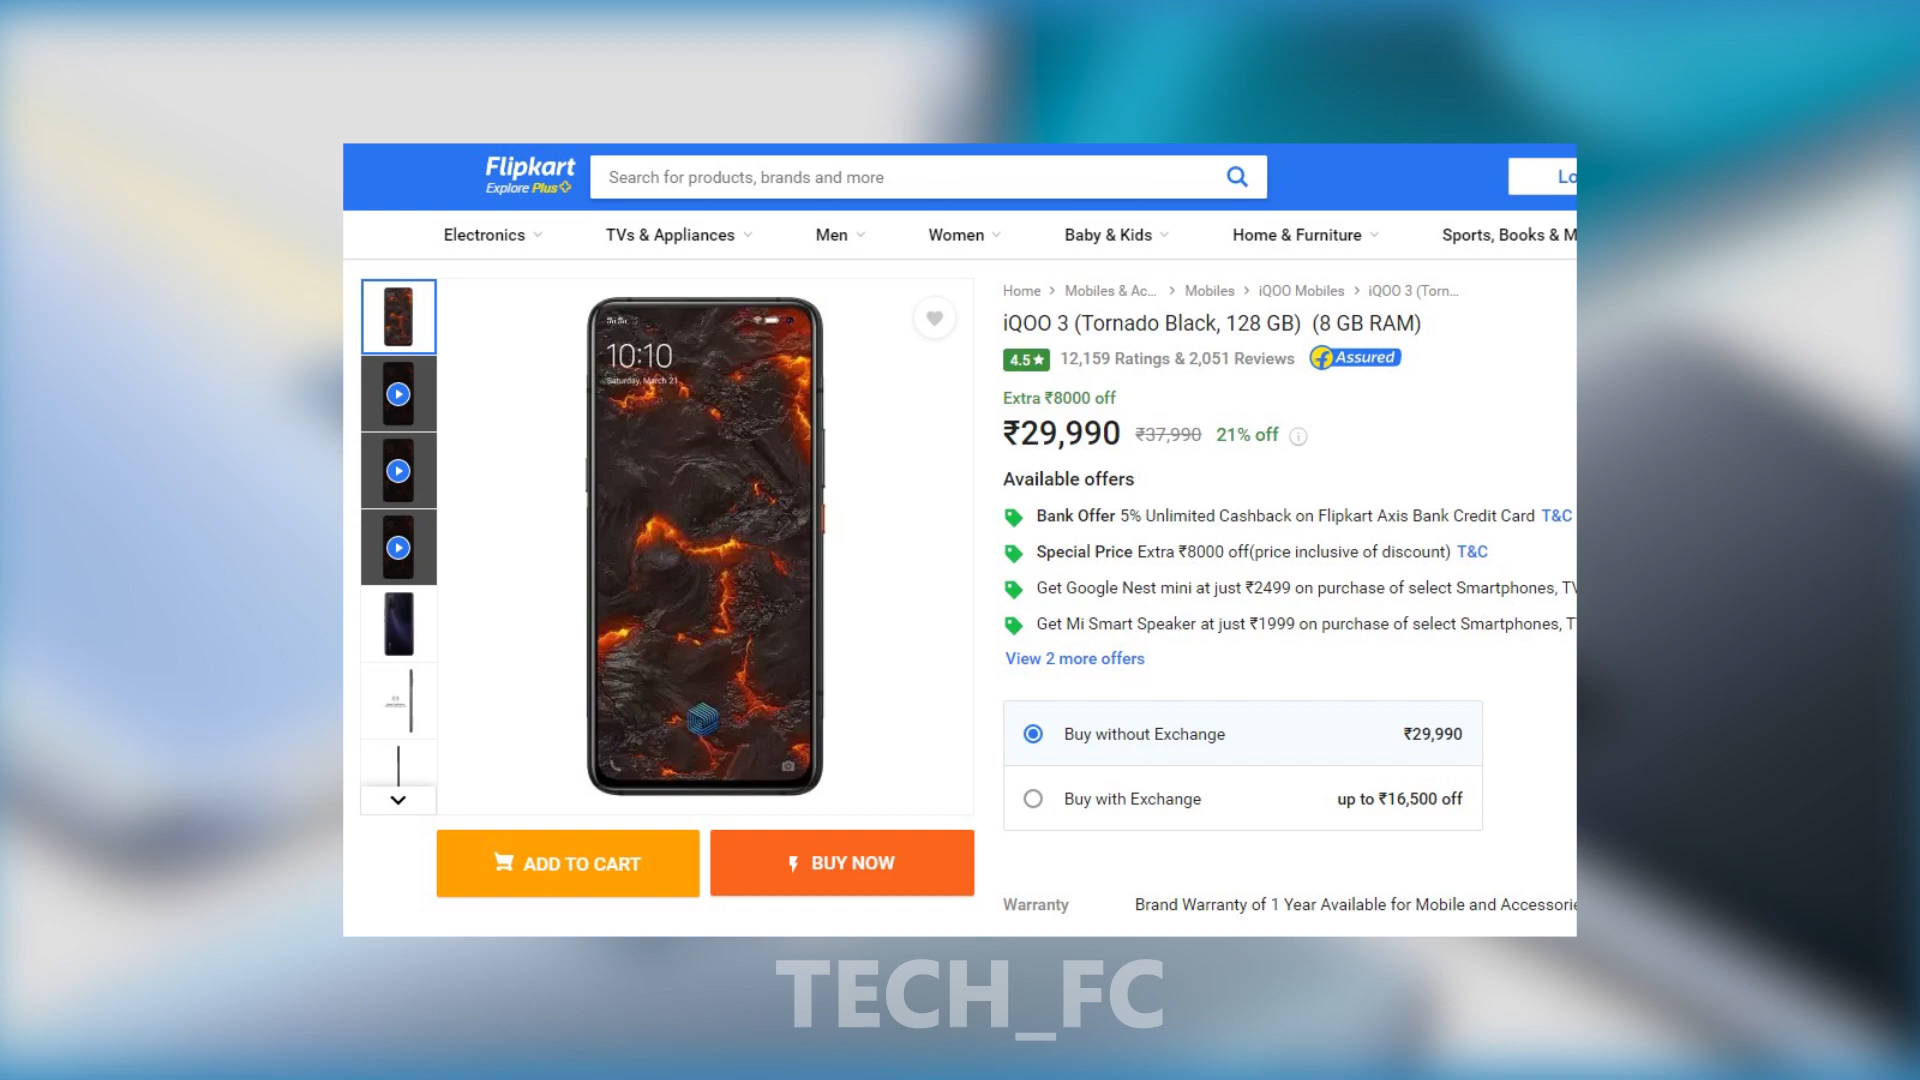 Flipkart
Explore Plus
Search for products, brands and more
Lo
Electronics
TVs & Appliances
Men
Women
Baby & Kids
Home & Furniture
Sports, Books & M
Home > Mobiles & Ac... > Mobiles > iQOO Mobiles > iQOO 3 (Torn...
iQOO 3 (Tornado Black, 128 GB) (8 GB RAM)
4.5★ 12,159 Ratings & 2,051 Reviews Assured
Extra ₹8000 off
₹29,990 ₹37,990 21% off
Available offers
Bank Offer 5% Unlimited Cashback on Flipkart Axis Bank Credit Card T&C
Special Price Extra ₹8000 off(price inclusive of discount) T&C
Get Google Nest mini at just ₹2499 on purchase of select Smartphones, TV
Get Mi Smart Speaker at just ₹1999 on purchase of select Smartphones, T
View 2 more offers
Buy without Exchange ₹29,990
Buy with Exchange up to ₹16,500 off
Warranty Brand Warranty of 1 Year Available for Mobile and Accessorie
10:10
Saturday, March 21
ADD TO CART
BUY NOW
TECH_FC